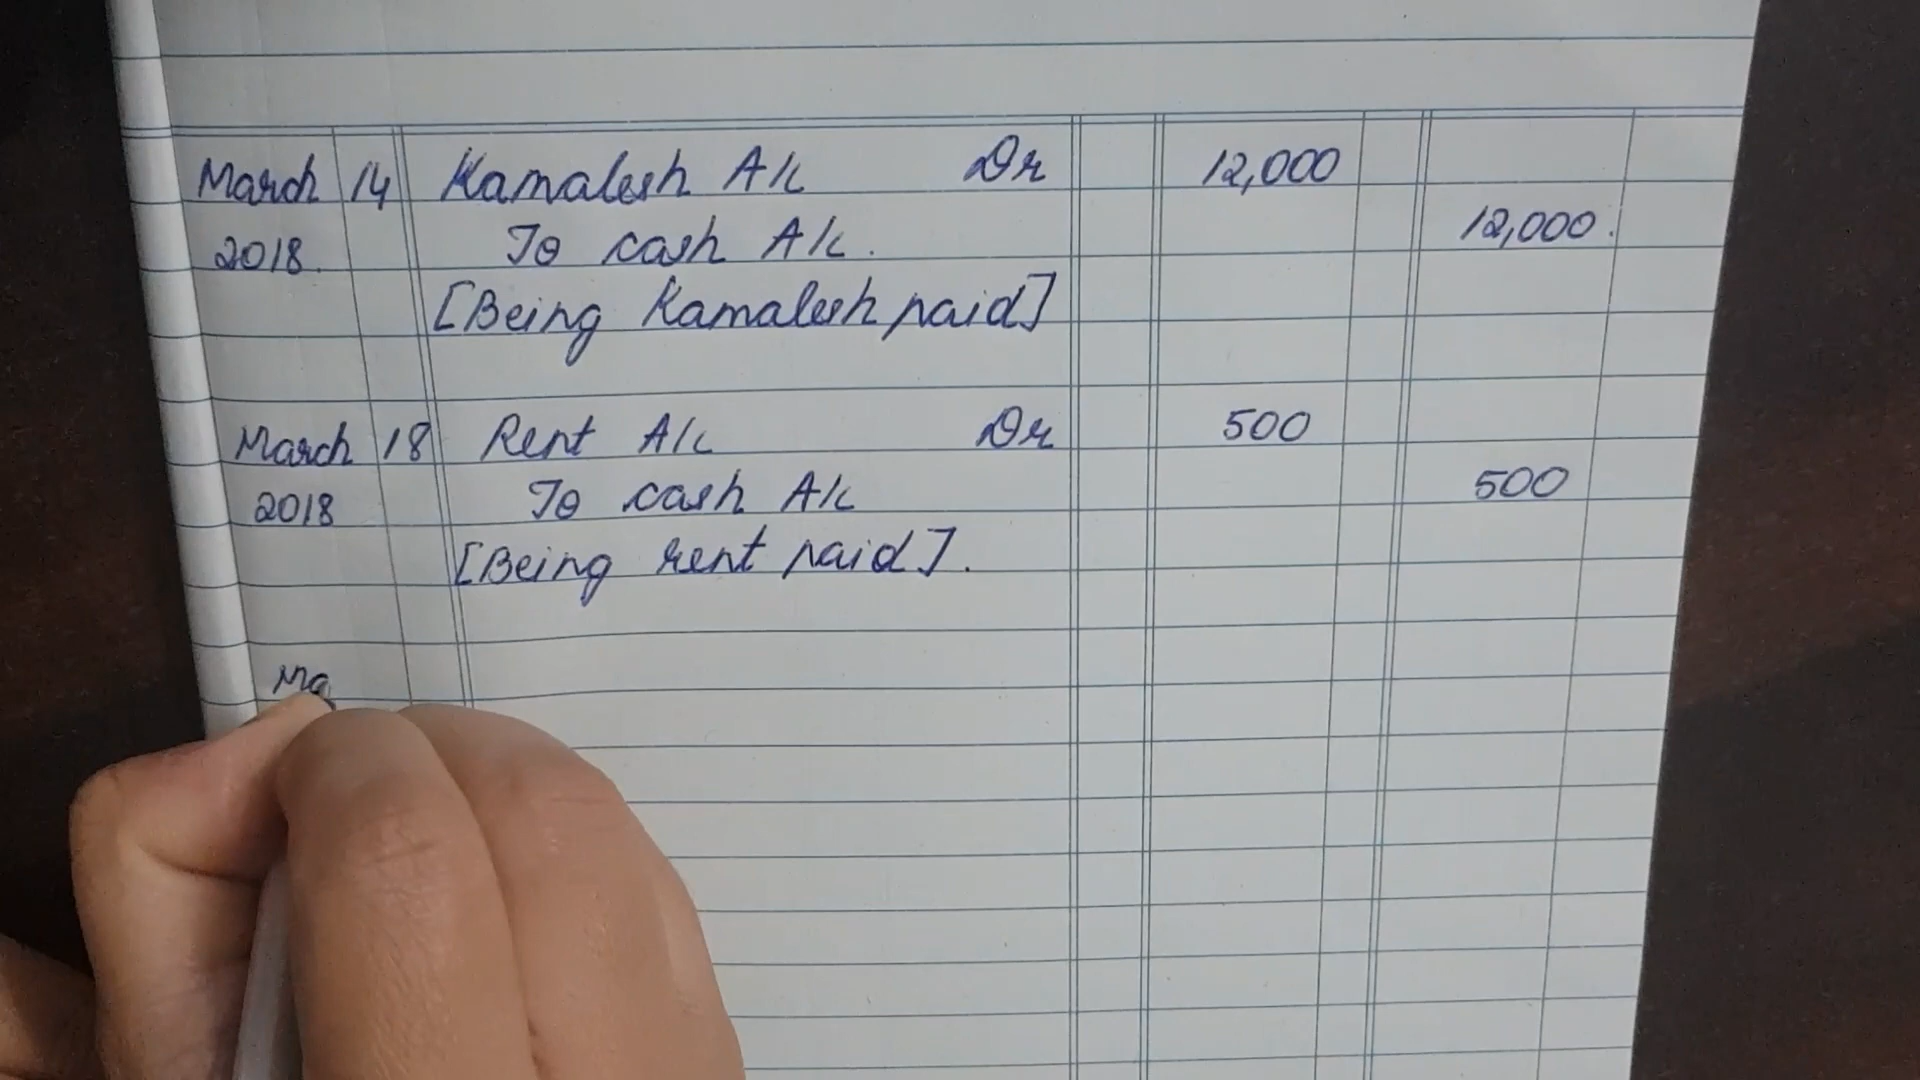 March 14 Kamalesh A/c Dr 12,000
2018. To cash A/c. 12,000.
[Being Kamalesh paid]
March 18 Rent A/c Dr 500
2018 To cash A/c 500
[Being rent paid].
Ma